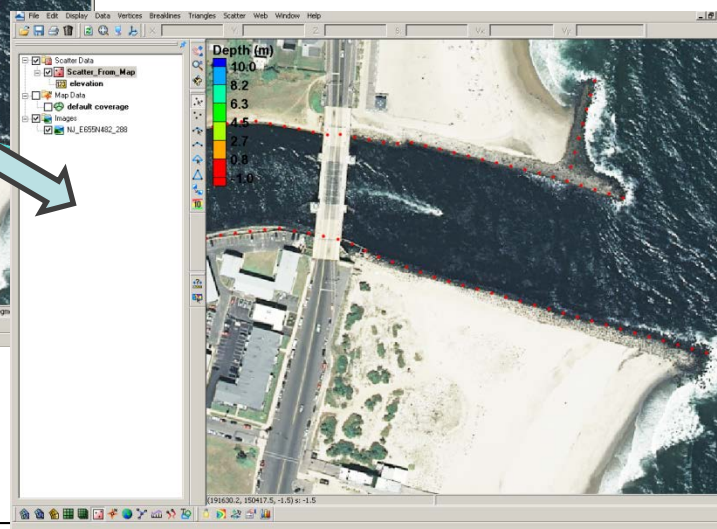 File Edit Display Data Vertices Breaklines Triangles Scatter Web Window Help
X: Y: Z: S: Vx: Vy:
Scatter Data
Scatter_From_Map
elevation
Map Data
default coverage
Images
NJ_E655N482_288
Depth (m)
10.0
8.2
6.3
4.5
2.7
0.8
-1.0
(191630.2, 150417.5, -1.5) s: -1.5